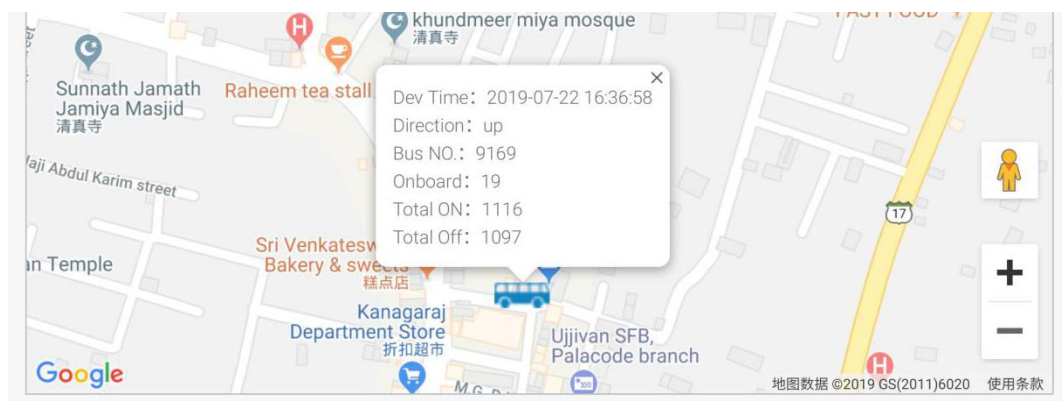 khundmeer miya mosque
清真寺
H
Sunnath Jamath
Jamiya Masjid
清真寺
Raheem tea stall
Dev Time：2019-07-22 16:36:58
Direction：up
Bus NO.：9169
Onboard：19
Total ON：1116
Total Off：1097
Haji Abdul Karim street
17
Sri Venkatesw
Bakery & sweets
糕点店
an Temple
Kanagaraj
Department Store
折扣超市
Ujjivan SFB,
Palacode branch
H
Google
地图数据 ©2019 GS(2011)6020
使用条款